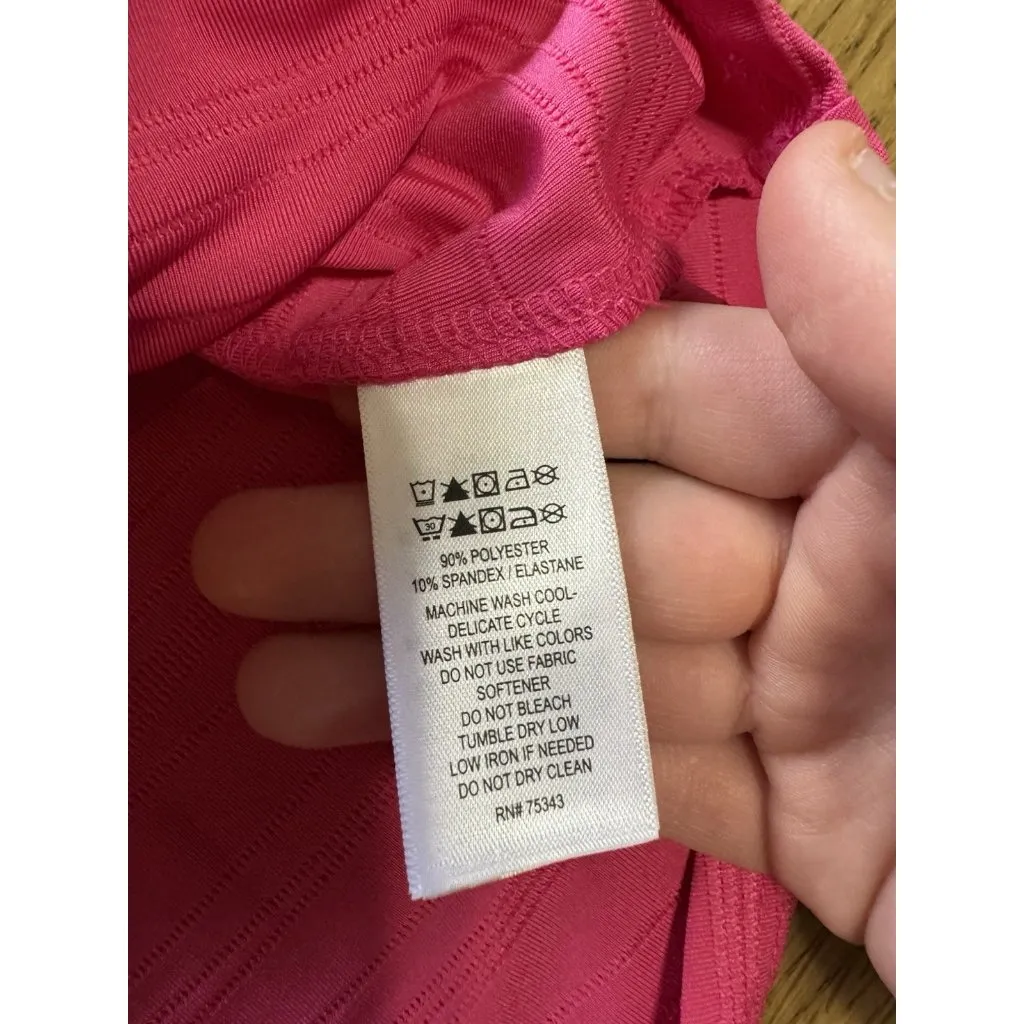 30
90% POLYESTER
10% SPANDEX / ELASTANE
MACHINE WASH COOL-
DELICATE CYCLE
WASH WITH LIKE COLORS
DO NOT USE FABRIC
SOFTENER
DO NOT BLEACH
TUMBLE DRY LOW
LOW IRON IF NEEDED
DO NOT DRY CLEAN
RN# 75343